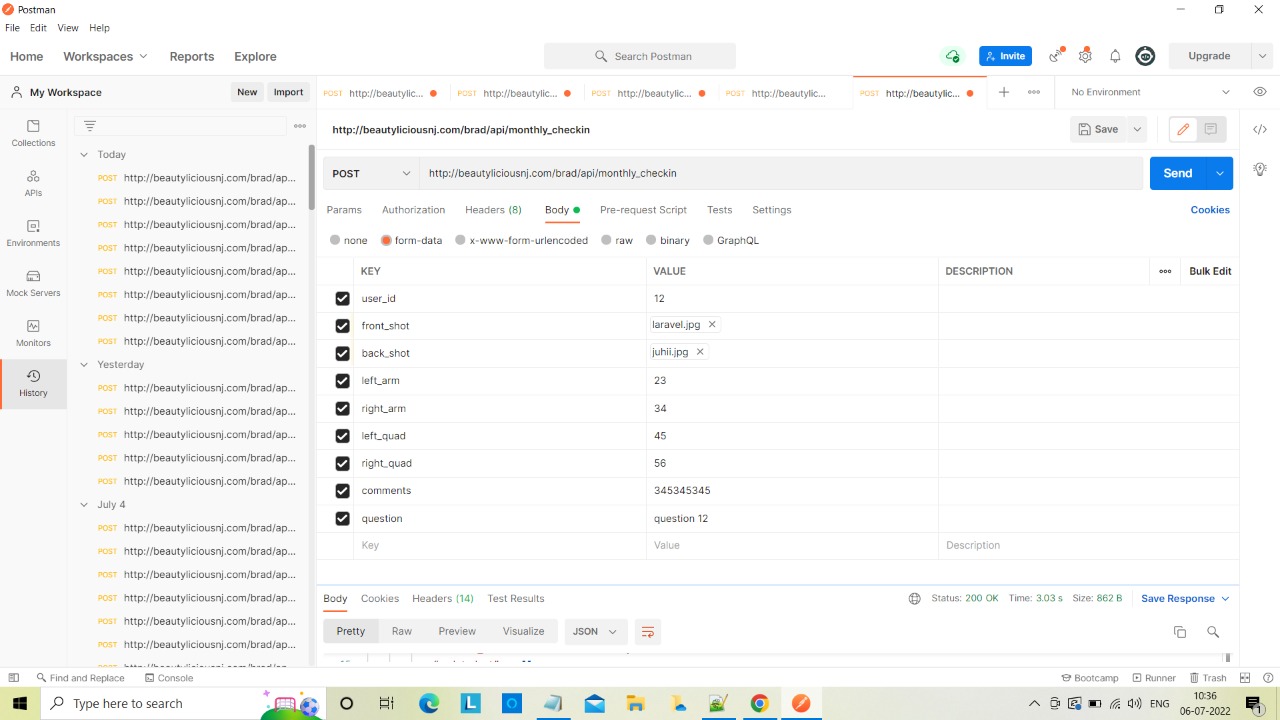 Postman
File Edit View Help
Home Workspaces Reports Explore
Search Postman
Invite
Upgrade
My Workspace New Import
POST http://beautylic...
POST http://beautylic...
POST http://beautylic...
POST http://beautylic...
POST http://beautylic...
No Environment
Collections
APIs
Environments
Mock Servers
Monitors
History
Today
POST http://beautyliciousnj.com/brad/ap...
POST http://beautyliciousnj.com/brad/ap...
POST http://beautyliciousnj.com/brad/ap...
POST http://beautyliciousnj.com/brad/ap...
POST http://beautyliciousnj.com/brad/ap...
POST http://beautyliciousnj.com/brad/ap...
POST http://beautyliciousnj.com/brad/ap...
POST http://beautyliciousnj.com/brad/ap...
Yesterday
POST http://beautyliciousnj.com/brad/ap...
POST http://beautyliciousnj.com/brad/ap...
POST http://beautyliciousnj.com/brad/ap...
POST http://beautyliciousnj.com/brad/ap...
POST http://beautyliciousnj.com/brad/ap...
July 4
POST http://beautyliciousnj.com/brad/ap...
POST http://beautyliciousnj.com/brad/ap...
POST http://beautyliciousnj.com/brad/ap...
POST http://beautyliciousnj.com/brad/ap...
POST http://beautyliciousnj.com/brad/ap...
POST http://beautyliciousnj.com/brad/ap...
http://beautyliciousnj.com/brad/api/monthly_checkin
Save
POST http://beautyliciousnj.com/brad/api/monthly_checkin
Send
Params Authorization Headers (8) Body Pre-request Script Tests Settings Cookies
none form-data x-www-form-urlencoded raw binary GraphQL
KEY VALUE DESCRIPTION Bulk Edit
user_id 12
front_shot laravel.jpg
back_shot juhii.jpg
left_arm 23
right_arm 34
left_quad 45
right_quad 56
comments 345345345
question question 12
Key Value Description
Body Cookies Headers (14) Test Results
Status: 200 OK Time: 3.03 s Size: 862 B Save Response
Pretty Raw Preview Visualize JSON
Find and Replace Console
Bootcamp Runner Trash
Type here to search
ENG
10:36
06-07-2022
1